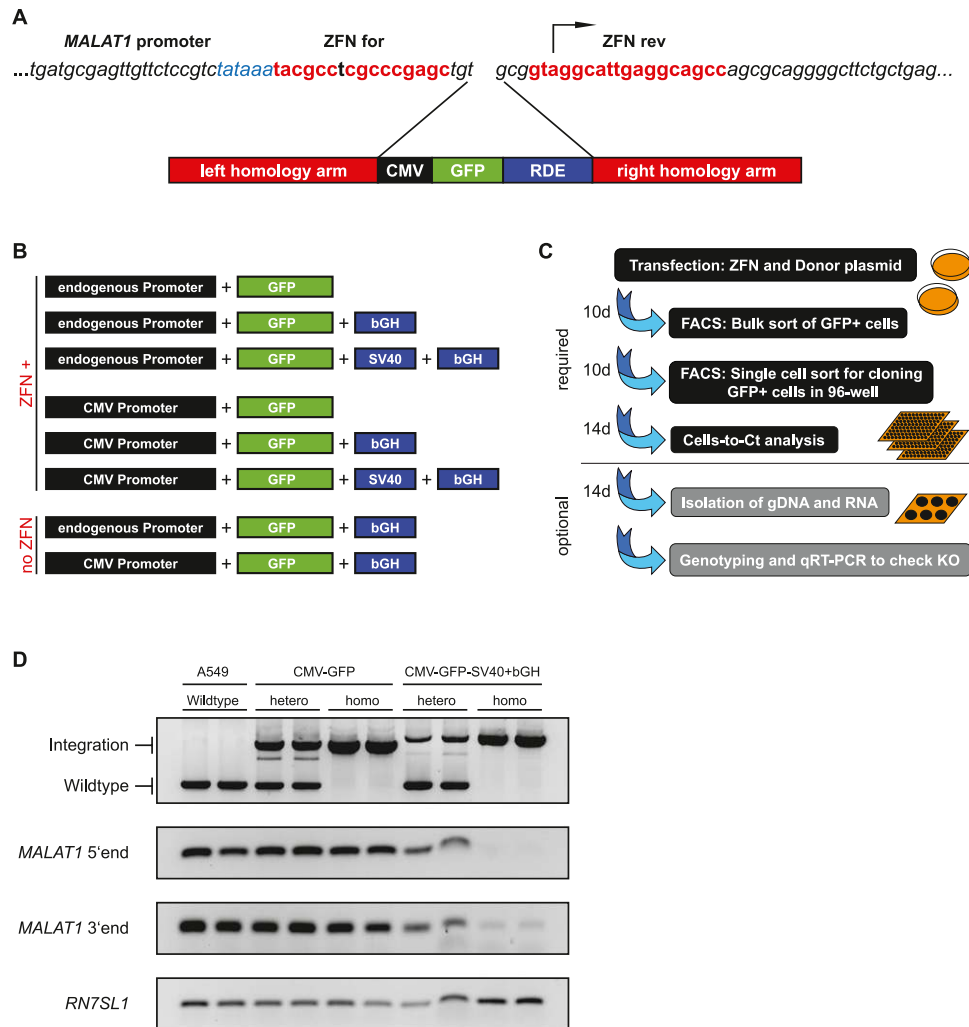 A
MALAT1 promoter ZFN for ZFN rev
...tgatgcgagttgttctccgtctataaatacgcctcgcccgagctgt gcggtaggcattgaggcagccagcgcaggggcttctgctgag...
left homology arm CMV GFP RDE right homology arm
B
ZFN +
endogenous Promoter + GFP
endogenous Promoter + GFP + bGH
endogenous Promoter + GFP + SV40 + bGH
CMV Promoter + GFP
CMV Promoter + GFP + bGH
CMV Promoter + GFP + SV40 + bGH
no ZFN
endogenous Promoter + GFP + bGH
CMV Promoter + GFP + bGH
C
required
Transfection: ZFN and Donor plasmid
10d
FACS: Bulk sort of GFP+ cells
10d
FACS: Single cell sort for cloning
GFP+ cells in 96-well
14d
Cells-to-Ct analysis
optional
14d
Isolation of gDNA and RNA
Genotyping and qRT-PCR to check KO
D
A549 CMV-GFP CMV-GFP-SV40+bGH
Wildtype hetero homo hetero homo
Integration
Wildtype
MALAT1 5'end
MALAT1 3'end
RN7SL1